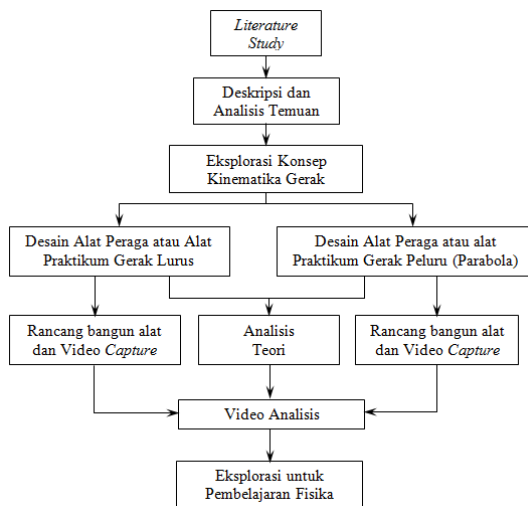 Literature
Study
Deskripsi dan
Analisis Temuan
Eksplorasi Konsep
Kinematika Gerak
Desain Alat Peraga atau Alat
Praktikum Gerak Lurus
Desain Alat Peraga atau alat
Praktikum Gerak Peluru (Parabola)
Rancang bangun alat
dan Video Capture
Analisis
Teori
Rancang bangun alat
dan Video Capture
Video Analisis
Eksplorasi untuk
Pembelajaran Fisika